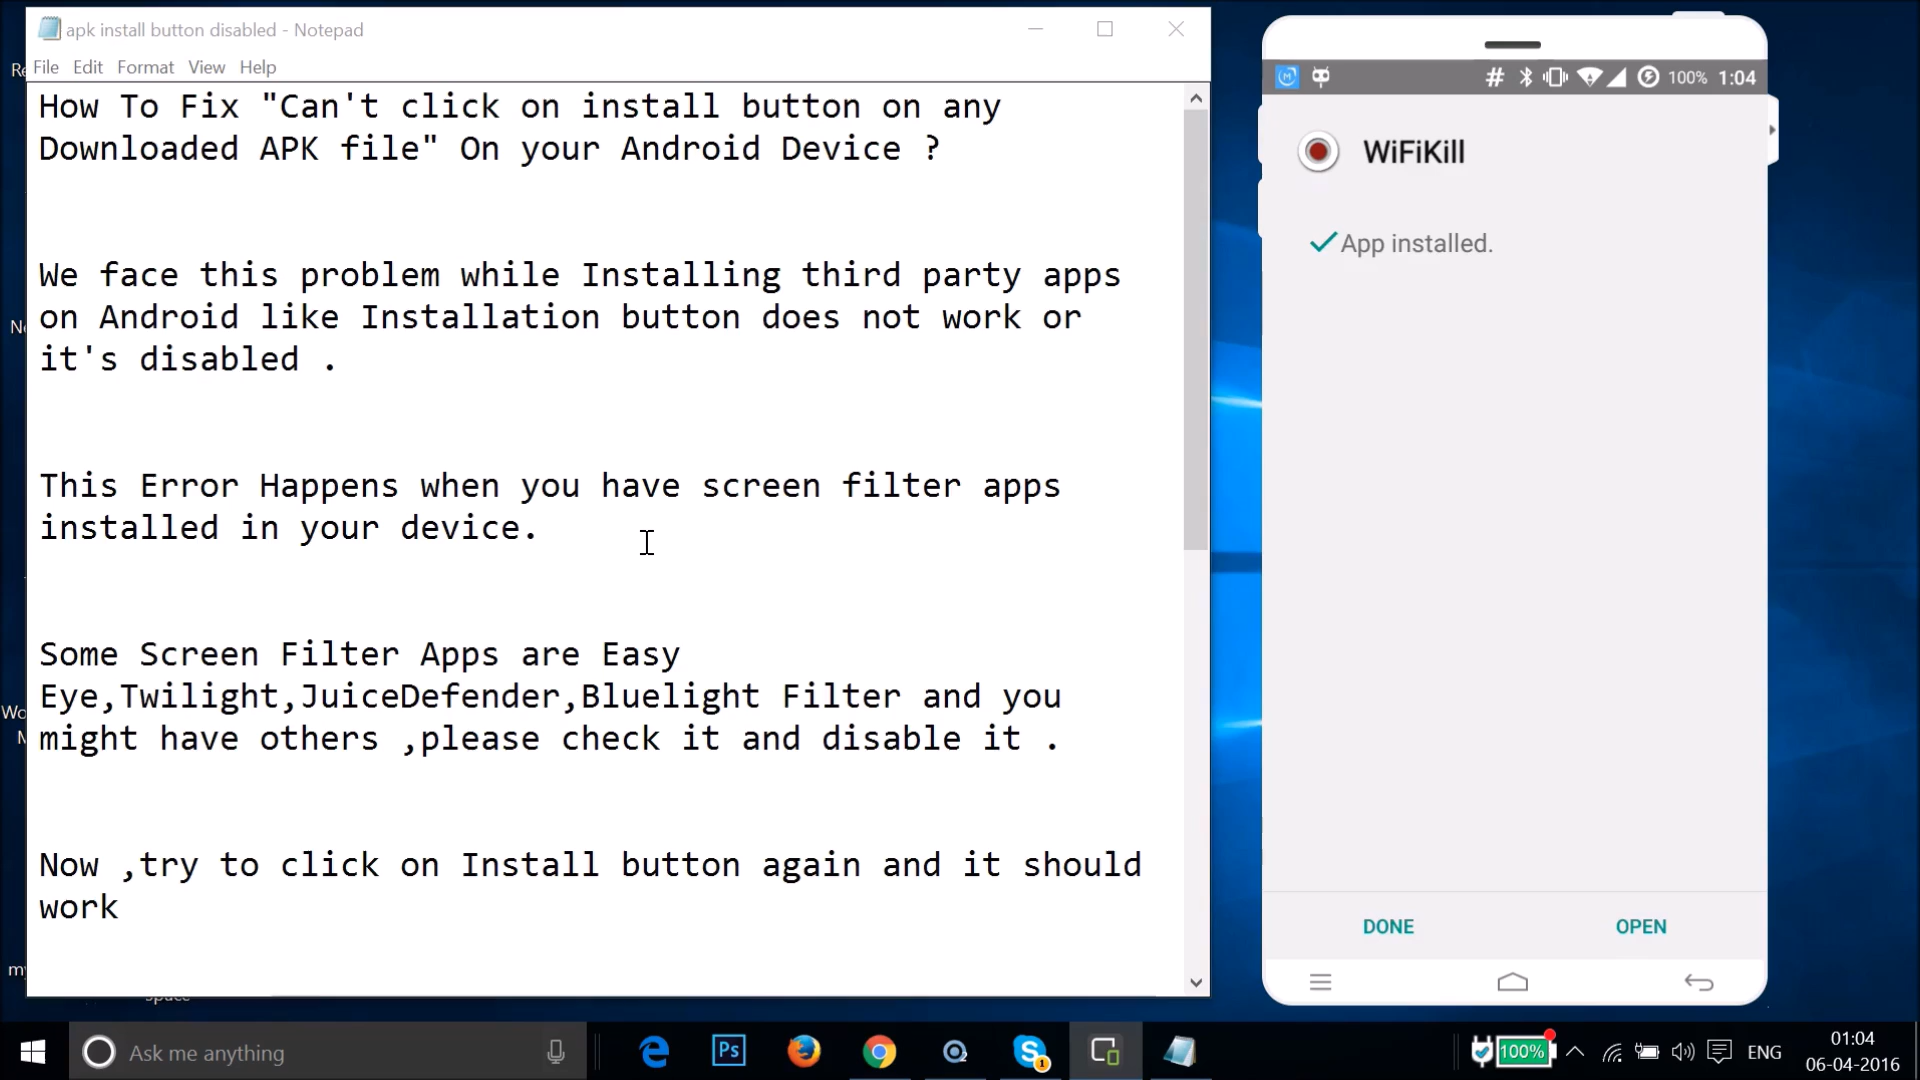 apk install button disabled - Notepad
File Edit Format View Help
How To Fix "Can't click on install button on any
Downloaded APK file" On your Android Device ?
We face this problem while Installing third party apps
on Android like Installation button does not work or
it's disabled .
This Error Happens when you have screen filter apps
installed in your device.
Some Screen Filter Apps are Easy
Eye,Twilight,JuiceDefender,Bluelight Filter and you
might have others ,please check it and disable it .
Now ,try to click on Install button again and it should
work
100% 1:04
WiFiKill
App installed.
DONE OPEN
Ask me anything
Ps
1
100%
ENG
01:04
06-04-2016